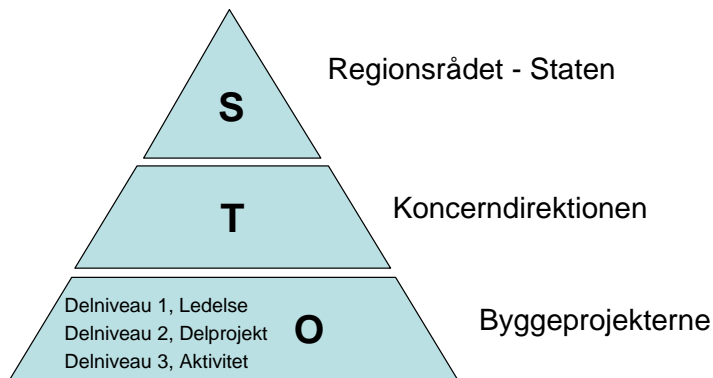 S
Regionsrådet - Staten
T
Koncerndirektionen
Delniveau 1, Ledelse
Delniveau 2, Delprojekt
Delniveau 3, Aktivitet
O
Byggeprojekterne